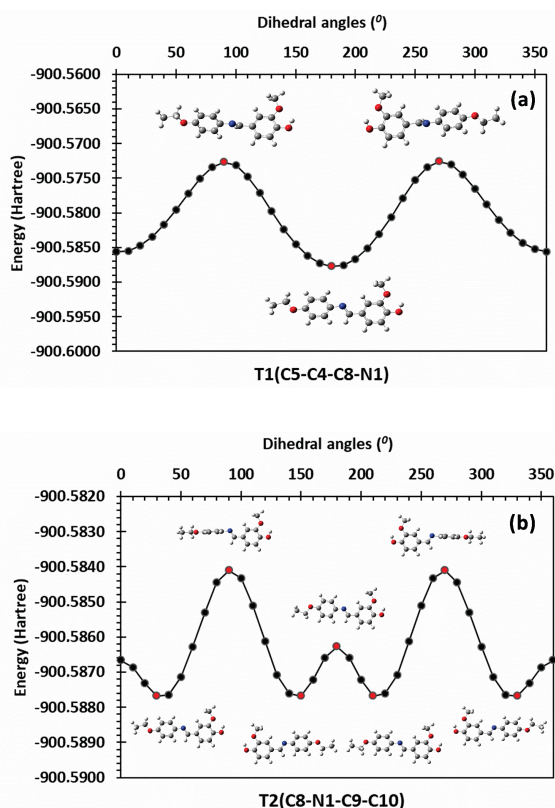 Dihedral angles (⁰)
0 50 100 150 200 250 300 350
-900.5600
(a)
-900.5650
-900.5700
-900.5750
-900.5800
-900.5850
-900.5900
-900.5950
-900.6000
Energy (Hartree)
T1(C5-C4-C8-N1)
Dihedral angles (⁰)
0 50 100 150 200 250 300 350
-900.5820
(b)
-900.5830
-900.5840
-900.5850
-900.5860
-900.5870
-900.5880
-900.5890
-900.5900
Energy (Hartree)
T2(C8-N1-C9-C10)